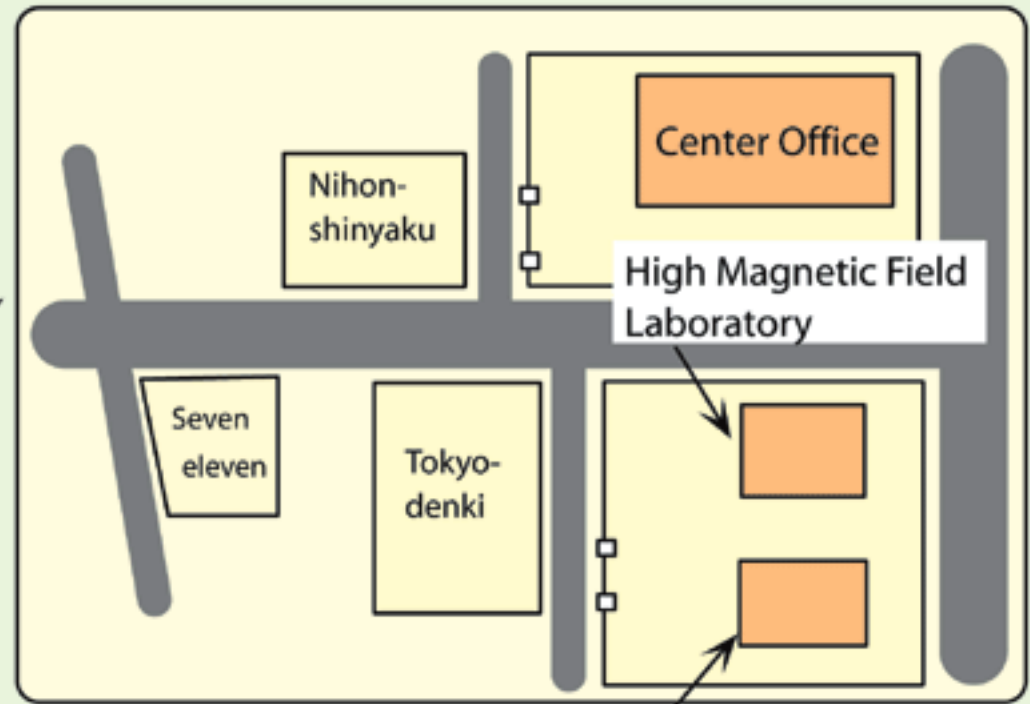 Center Office
Nihon-
shinyaku
High Magnetic Field
Laboratory
Seven
eleven
Tokyo-
denki